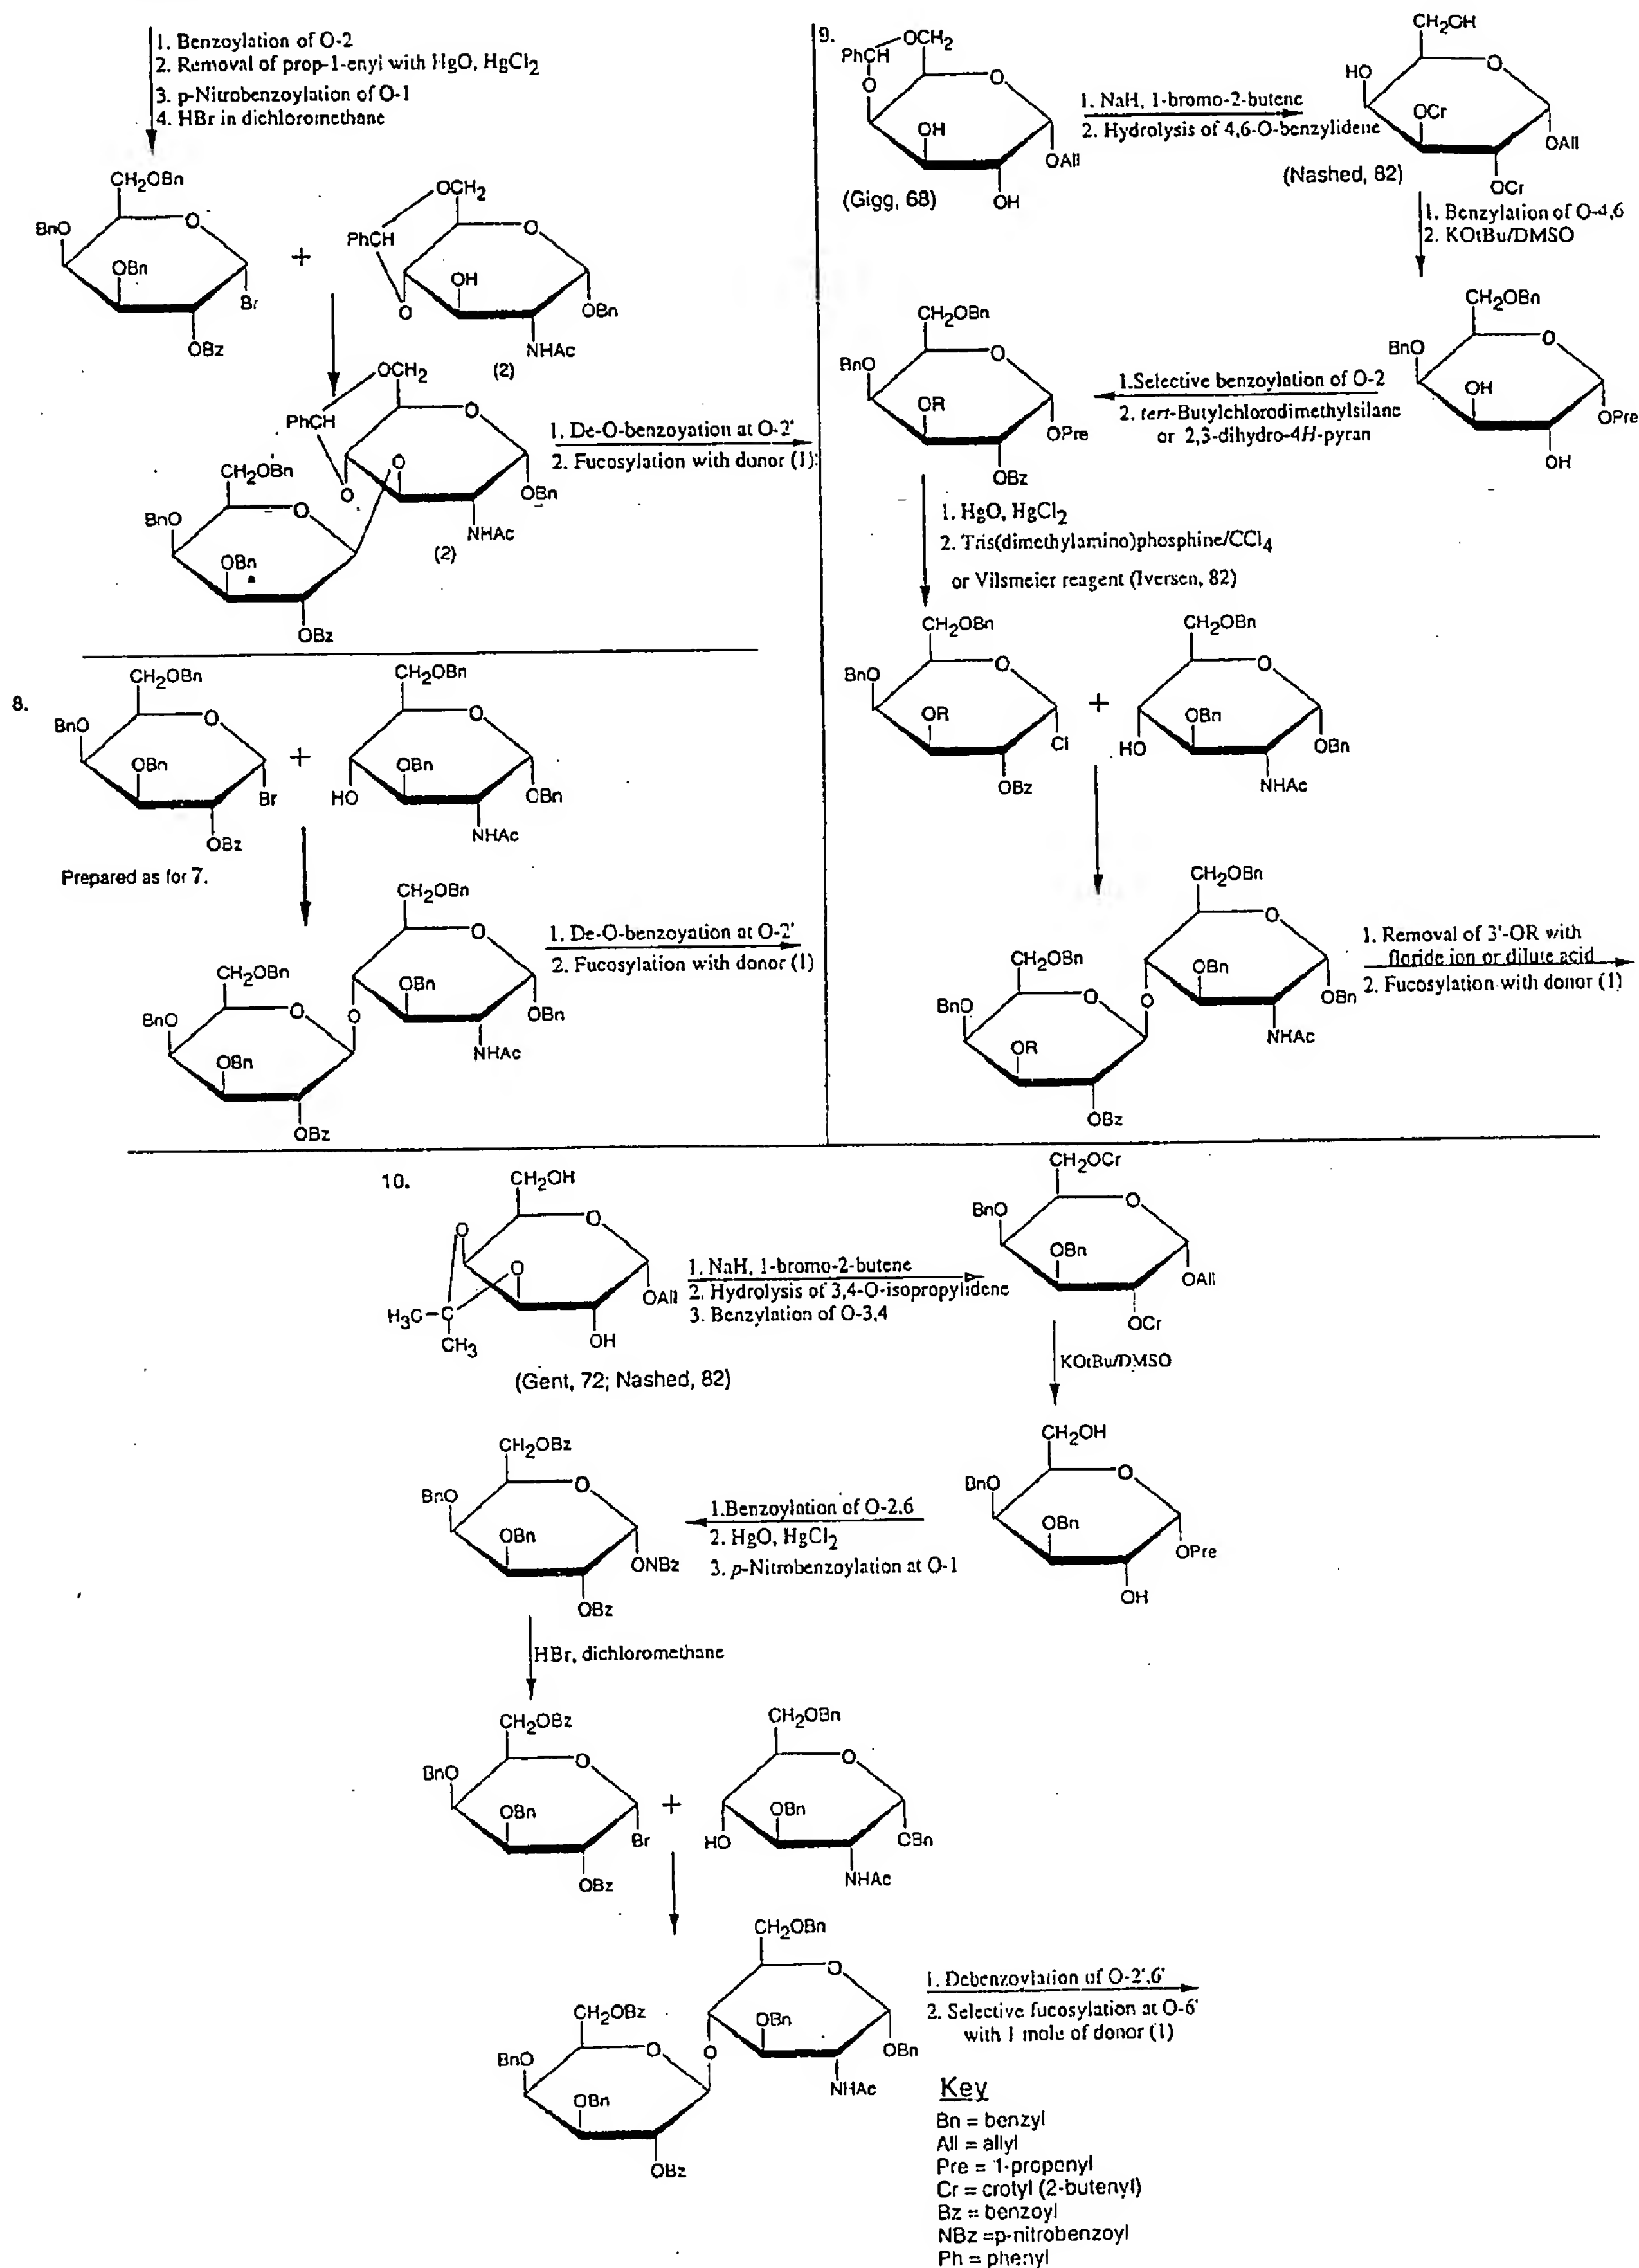 1. Benzoylation of O-2
2. Removal of prop-1-enyl with HgO, HgCl2
3. p-Nitrobenzoylation of O-1
4. HBr in dichloromethane
CH2OBn
BnO
O
OBn
Br
OBz
+
OCH2
PhCH
O
OH
O
OBn
NHAc
(2)
OCH2
PhCH
O
O
O
OBn
NHAc
(2)
CH2OBn
BnO
O
OBn
OBz
1. De-O-benzoyation at O-2'
2. Fucosylation with donor (1)
8.
CH2OBn
BnO
O
OBn
Br
OBz
Prepared as for 7.
+
CH2OBn
O
OBn
HO
OBn
NHAc
CH2OBn
O
OBn
O
OBn
NHAc
CH2OBn
BnO
O
OBn
OBz
1. De-O-benzoyation at O-2'
2. Fucosylation with donor (1)
9.
OCH2
PhCH
O
O
OH
OAll
OH
(Gigg, 68)
1. NaH, 1-bromo-2-butene
2. Hydrolysis of 4,6-O-benzylidene
CH2OH
HO
O
OCr
OAll
OCr
(Nashed, 82)
1. Benzylation of O-4,6
2. KOtBu/DMSO
CH2OBn
BnO
O
OH
OPre
OH
1.Selective benzoylation of O-2
2. tert-Butylchlorodimethylsilane
or 2,3-dihydro-4H-pyran
CH2OBn
BnO
O
OR
OPre
OBz
1. HgO, HgCl2
2. Tris(dimethylamino)phosphine/CCl4
or Vilsmeier reagent (Iversen, 82)
CH2OBn
BnO
O
OR
Cl
OBz
+
CH2OBn
O
OBn
HO
OBn
NHAc
CH2OBn
O
OBn
O
OBn
NHAc
CH2OBn
BnO
O
OR
OBz
1. Removal of 3'-OR with
floride ion or dilute acid
2. Fucosylation with donor (1)
10.
CH2OH
O
O
O
H3C
C
CH3
OAll
OH
(Gent, 72; Nashed, 82)
1. NaH, 1-bromo-2-butene
2. Hydrolysis of 3,4-O-isopropylidene
3. Benzylation of O-3,4
CH2OCr
BnO
O
OBn
OAll
OCr
KOtBu/DMSO
CH2OH
BnO
O
OBn
OPre
OH
1.Benzoylation of O-2,6
2. HgO, HgCl2
3. p-Nitrobenzoylation at O-1
CH2OBz
BnO
O
OBn
ONBz
OBz
HBr, dichloromethane
CH2OBz
BnO
O
OBn
Br
OBz
+
CH2OBn
O
OBn
HO
OBn
NHAc
CH2OBn
O
OBn
O
OBn
NHAc
CH2OBz
BnO
O
OBn
OBz
1. Debenzoylation of O-2',6'
2. Selective fucosylation at O-6'
with 1 mole of donor (1)
Key
Bn = benzyl
All = allyl
Pre = 1-propenyl
Cr = crotyl (2-butenyl)
Bz = benzoyl
NBz =p-nitrobenzoyl
Ph = phenyl